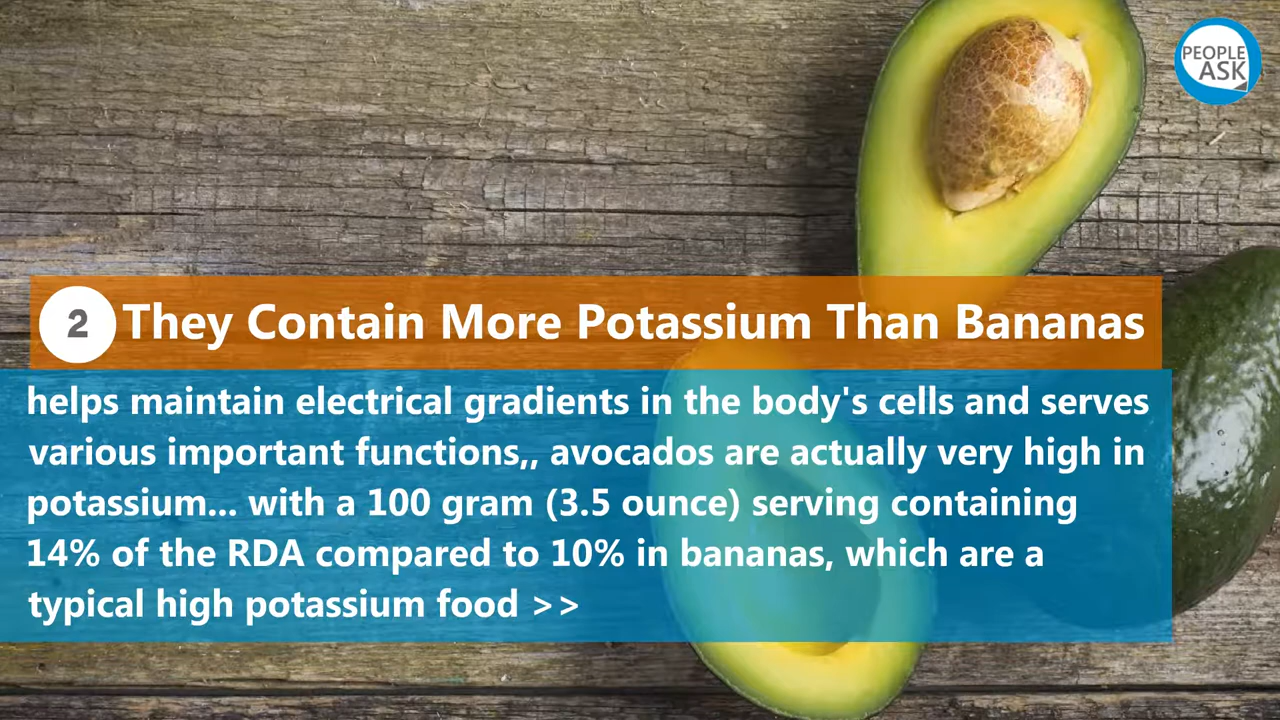 PEOPLE
ASK
2 They Contain More Potassium Than Bananas
helps maintain electrical gradients in the body's cells and serves
various important functions,, avocados are actually very high in
potassium... with a 100 gram (3.5 ounce) serving containing
14% of the RDA compared to 10% in bananas, which are a
typical high potassium food >>